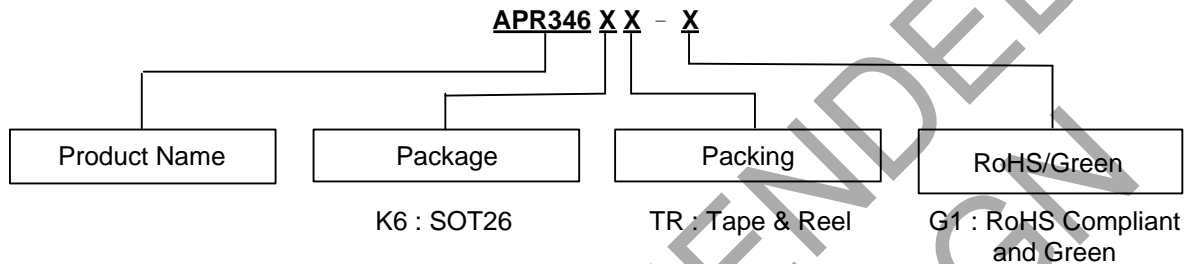 APR346 X X - X
Product Name
Package
Packing
RoHS/Green
K6 : SOT26
TR : Tape & Reel
G1 : RoHS Compliant
and Green